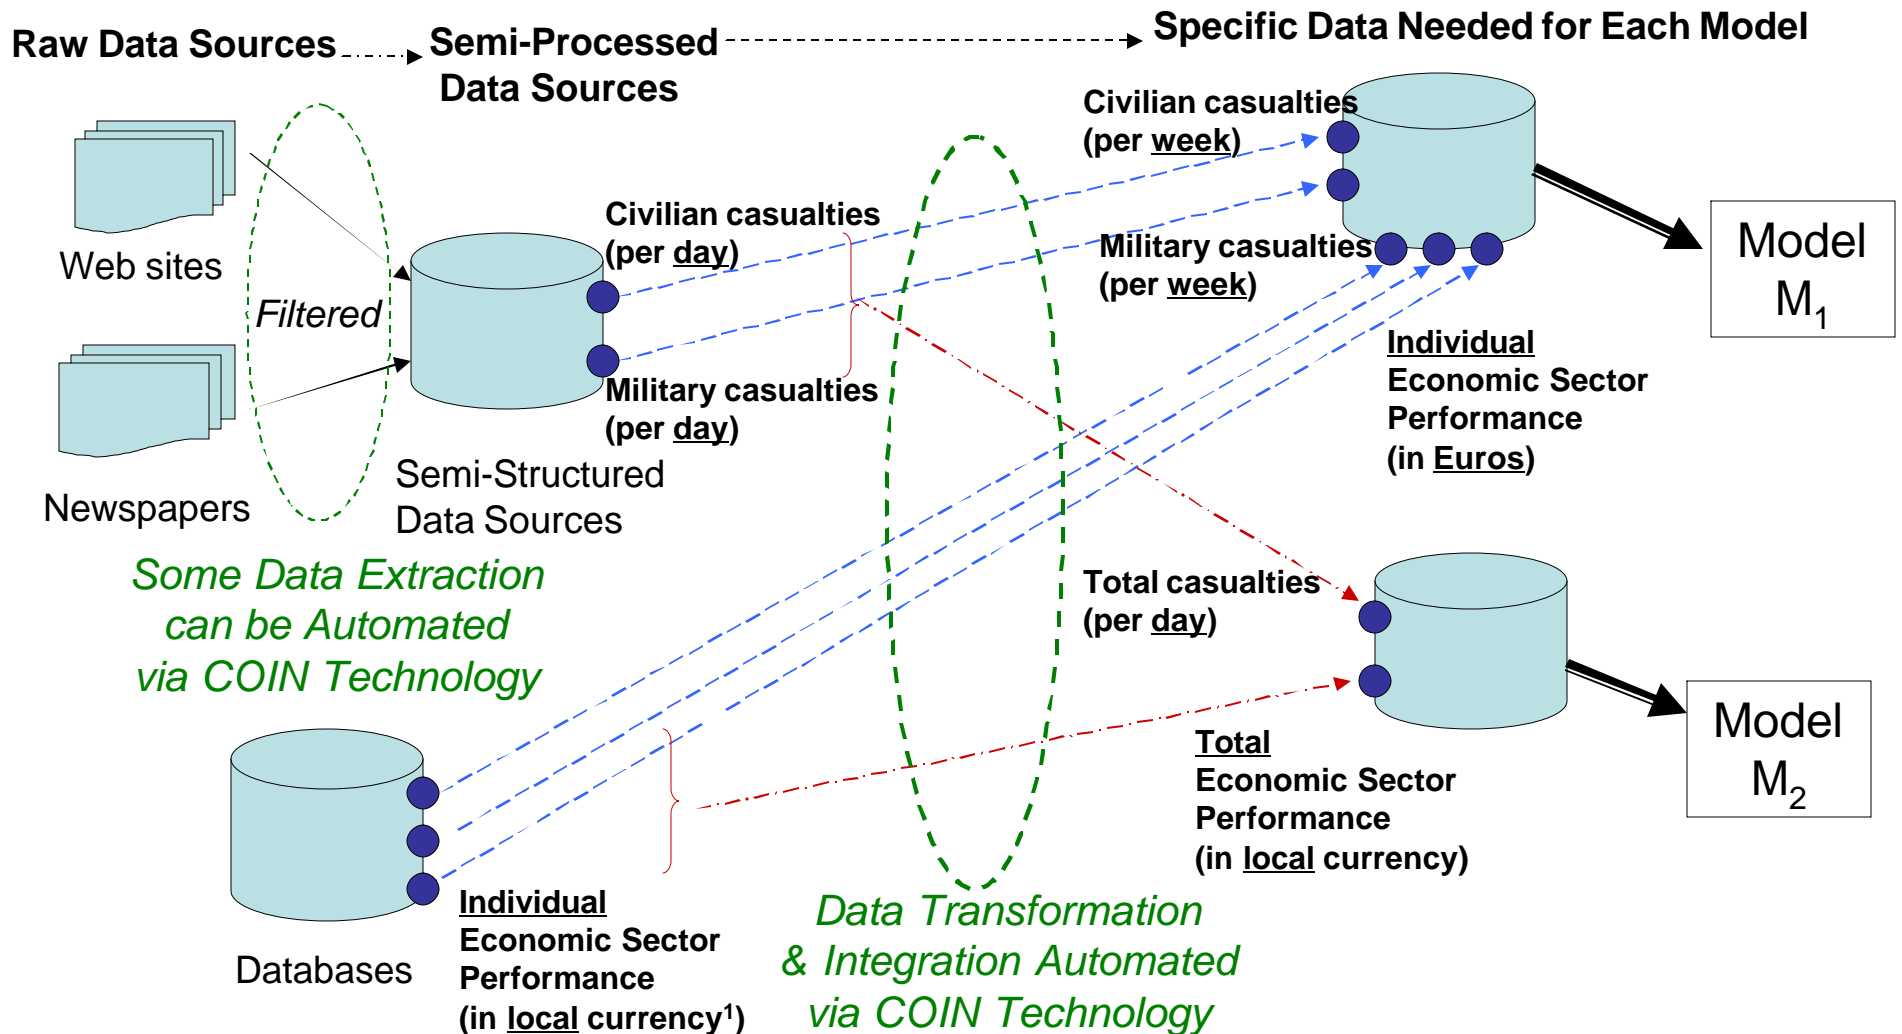 Raw Data Sources
Semi-Processed
Data Sources
Specific Data Needed for Each Model
Web sites
Newspapers
Filtered
Civilian casualties
(per day)
Military casualties
(per day)
Semi-Structured
Data Sources
Some Data Extraction
can be Automated
via COIN Technology
Civilian casualties
(per week)
Military casualties
(per week)
Individual
Economic Sector
Performance
(in Euros)
Model
M₁
Total casualties
(per day)
Total
Economic Sector
Performance
(in local currency)
Model
M₂
Databases
Individual
Economic Sector
Performance
(in local currency¹)
Data Transformation
& Integration Automated
via COIN Technology